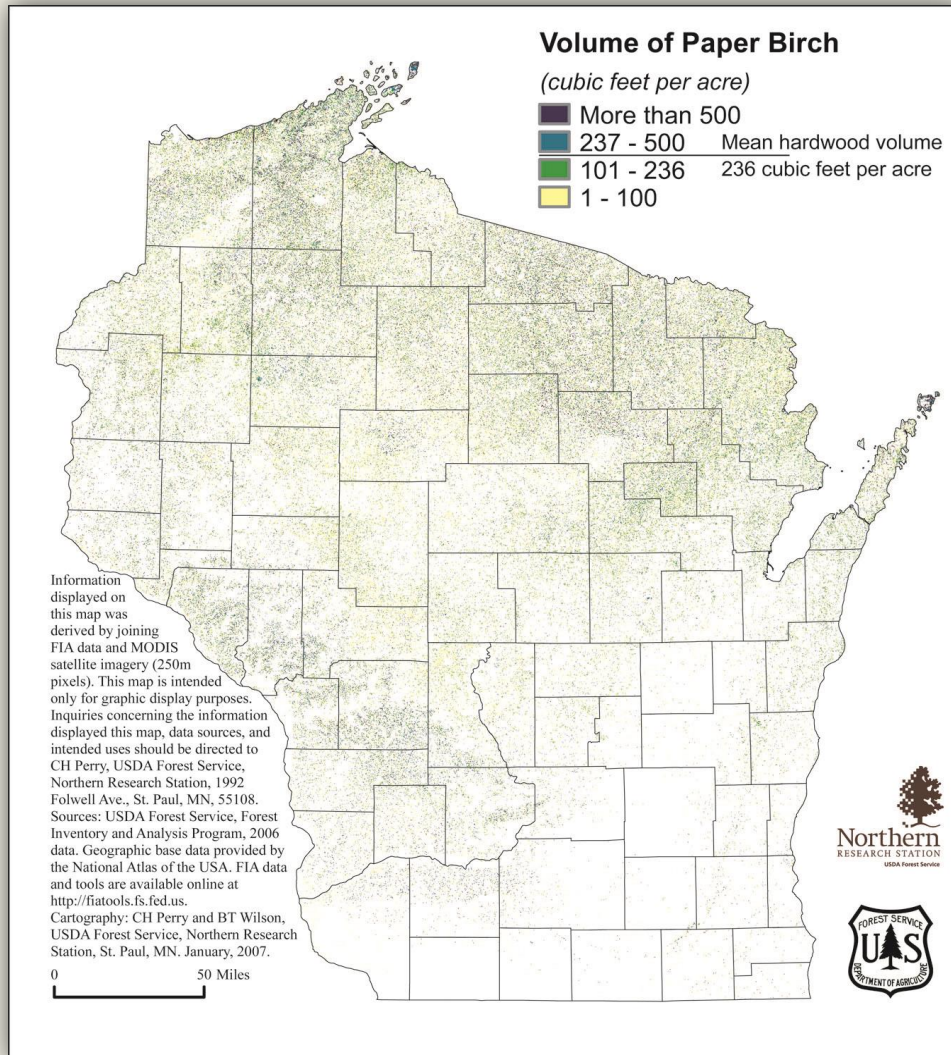 Volume of Paper Birch
(cubic feet per acre)
More than 500
237 - 500 Mean hardwood volume
101 - 236 236 cubic feet per acre
1 - 100
Information
displayed on
this map was
derived by joining
FIA data and MODIS
satellite imagery (250m
pixels). This map is intended
only for graphic display purposes.
Inquiries concerning the information
displayed this map, data sources, and
intended uses should be directed to
CH Perry, USDA Forest Service,
Northern Research Station, 1992
Folwell Ave., St. Paul, MN, 55108.
Sources: USDA Forest Service, Forest
Inventory and Analysis Program, 2006
data. Geographic base data provided by
the National Atlas of the USA. FIA data
and tools are available online at
http://fiatools.fs.fed.us.
Cartography: CH Perry and BT Wilson,
USDA Forest Service, Northern Research
Station, St. Paul, MN. January, 2007.
0 50 Miles
Northern
RESEARCH STATION
USDA Forest Service
FOREST SERVICE
U S
DEPARTMENT OF AGRICULTURE